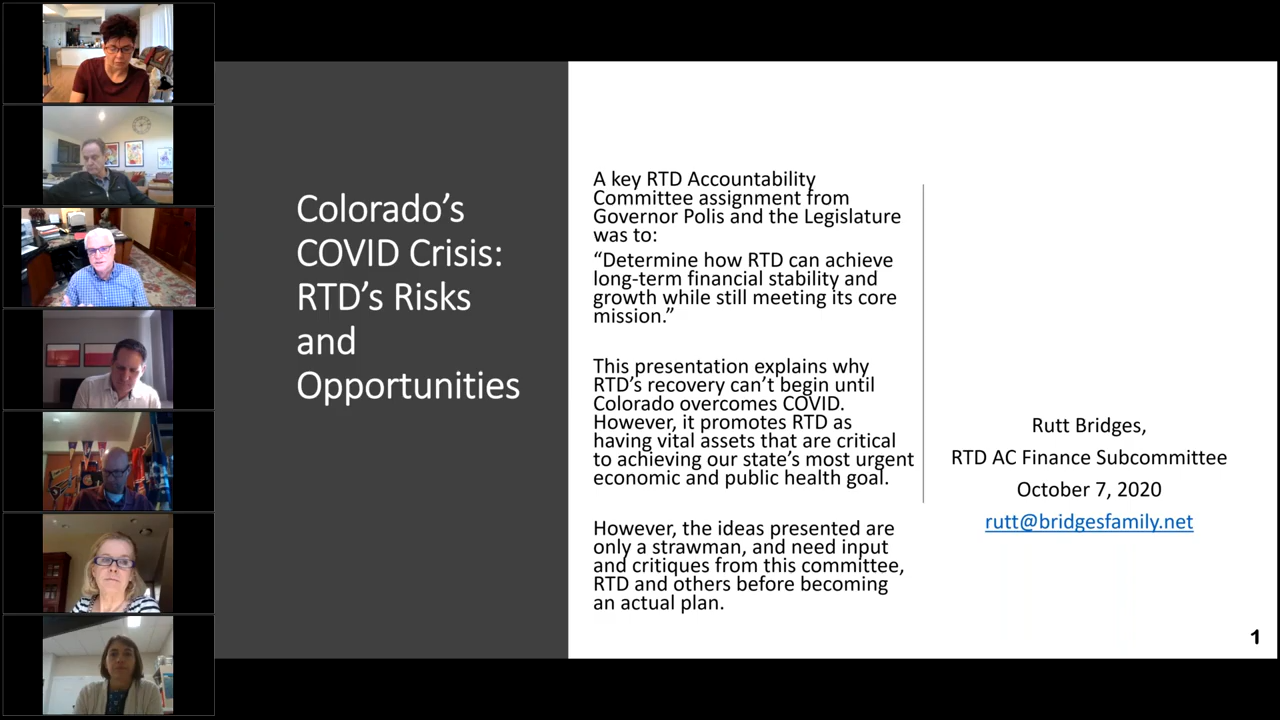 Colorado’s
COVID Crisis:
RTD’s Risks
and
Opportunities
A key RTD Accountability
Committee assignment from
Governor Polis and the Legislature
was to:
“Determine how RTD can achieve
long-term financial stability and
growth while still meeting its core
mission.”
This presentation explains why
RTD’s recovery can’t begin until
Colorado overcomes COVID.
However, it promotes RTD as
having vital assets that are critical
to achieving our state’s most urgent
economic and public health goal.
However, the ideas presented are
only a strawman, and need input
and critiques from this committee,
RTD and others before becoming
an actual plan.
Rutt Bridges,
RTD AC Finance Subcommittee
October 7, 2020
rutt@bridgesfamily.net
1